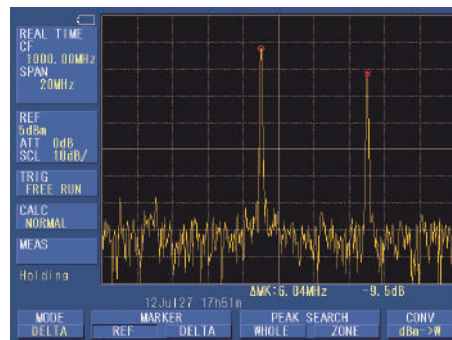 REAL TIME
CF
1000.00MHz
SPAN
20MHz
REF
5dBm
ATT 0dB
SCL 10dB/
TRIG
FREE RUN
CALC
NORMAL
MEAS
Holding
ΔMK:6.04MHz -9.5dB
12Jul27 17h51m
MODE
DELTA
MARKER
REF DELTA
PEAK SEARCH
WHOLE ZONE
CONV
dBm->W